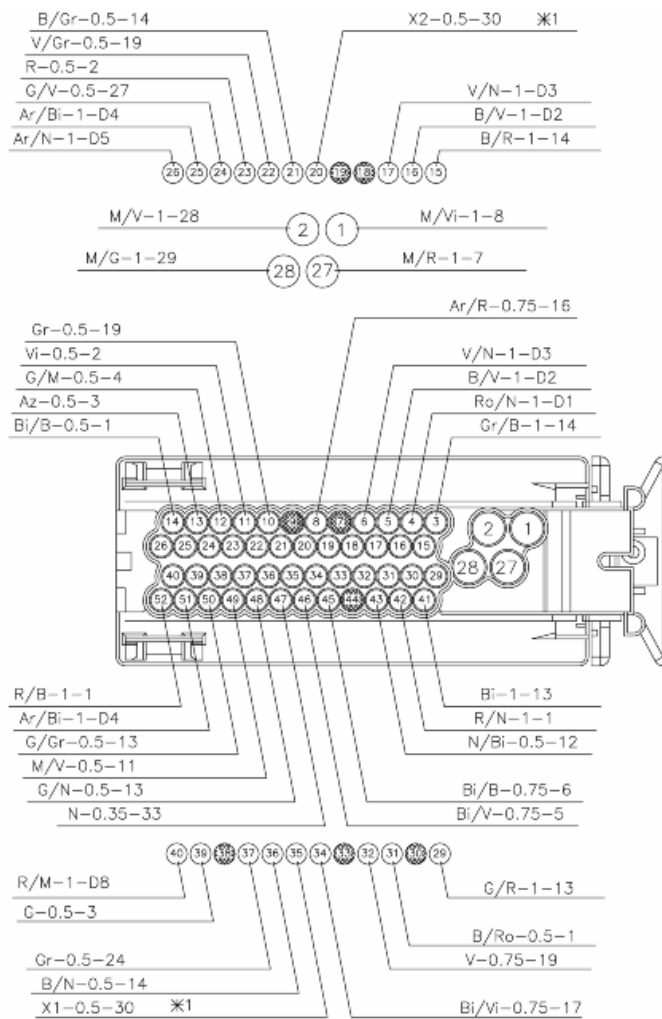 B/Gr-0.5-14
X2-0.5-30 ж1
V/Gr-0.5-19
R-0.5-2
G/V-0.5-27
V/N-1-D3
Ar/Bi-1-D4
B/V-1-D2
Ar/N-1-D5
B/R-1-14
26 25 24 23 22 21 20 19 18 17 16 15
M/V-1-28
2 1
M/Vi-1-8
M/G-1-29
28 27
M/R-1-7
Ar/R-0.75-16
Gr-0.5-19
Vi-0.5-2
V/N-1-D3
G/M-0.5-4
B/V-1-D2
Az-0.5-3
Ro/N-1-D1
Bi/B-0.5-1
Gr/B-1-14
14 13 12 11 10 9 8 7 6 5 4 3
2 1
26 25 24 23 22 21 20 19 18 17 16 15
28 27
40 39 38 37 36 35 34 33 32 31 30 29
52 51 50 49 48 47 46 45 44 43 42 41
R/B-1-1
Bi-1-13
Ar/Bi-1-D4
R/N-1-1
G/Gr-0.5-13
N/Bi-0.5-12
M/V-0.5-11
G/N-0.5-13
Bi/B-0.75-6
N-0.35-33
Bi/V-0.75-5
40 39 38 37 36 35 34 33 32 31 30 29
R/M-1-D8
G/R-1-13
G-0.5-3
B/Ro-0.5-1
Gr-0.5-24
V-0.75-19
B/N-0.5-14
X1-0.5-30 ж1
Bi/Vi-0.75-17